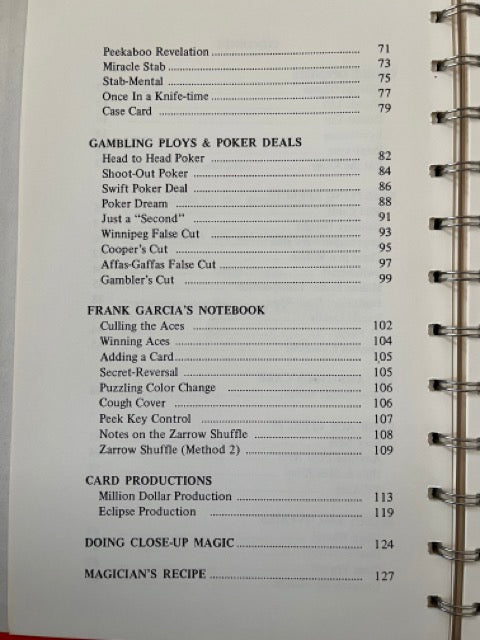 Peekaboo Revelation 71
Miracle Stab 73
Stab-Mental 75
Once In a Knife-time 77
Case Card 79
GAMBLING PLOYS & POKER DEALS
Head to Head Poker 82
Shoot-Out Poker 84
Swift Poker Deal 86
Poker Dream 88
Just a "Second" 91
Winnipeg False Cut 93
Cooper's Cut 95
Affas-Gaffas False Cut 97
Gambler's Cut 99
FRANK GARCIA'S NOTEBOOK
Culling the Aces 102
Winning Aces 104
Adding a Card 105
Secret-Reversal 105
Puzzling Color Change 106
Cough Cover 106
Peek Key Control 107
Notes on the Zarrow Shuffle 108
Zarrow Shuffle (Method 2) 109
CARD PRODUCTIONS
Million Dollar Production 113
Eclipse Production 119
DOING CLOSE-UP MAGIC 124
MAGICIAN'S RECIPE 127